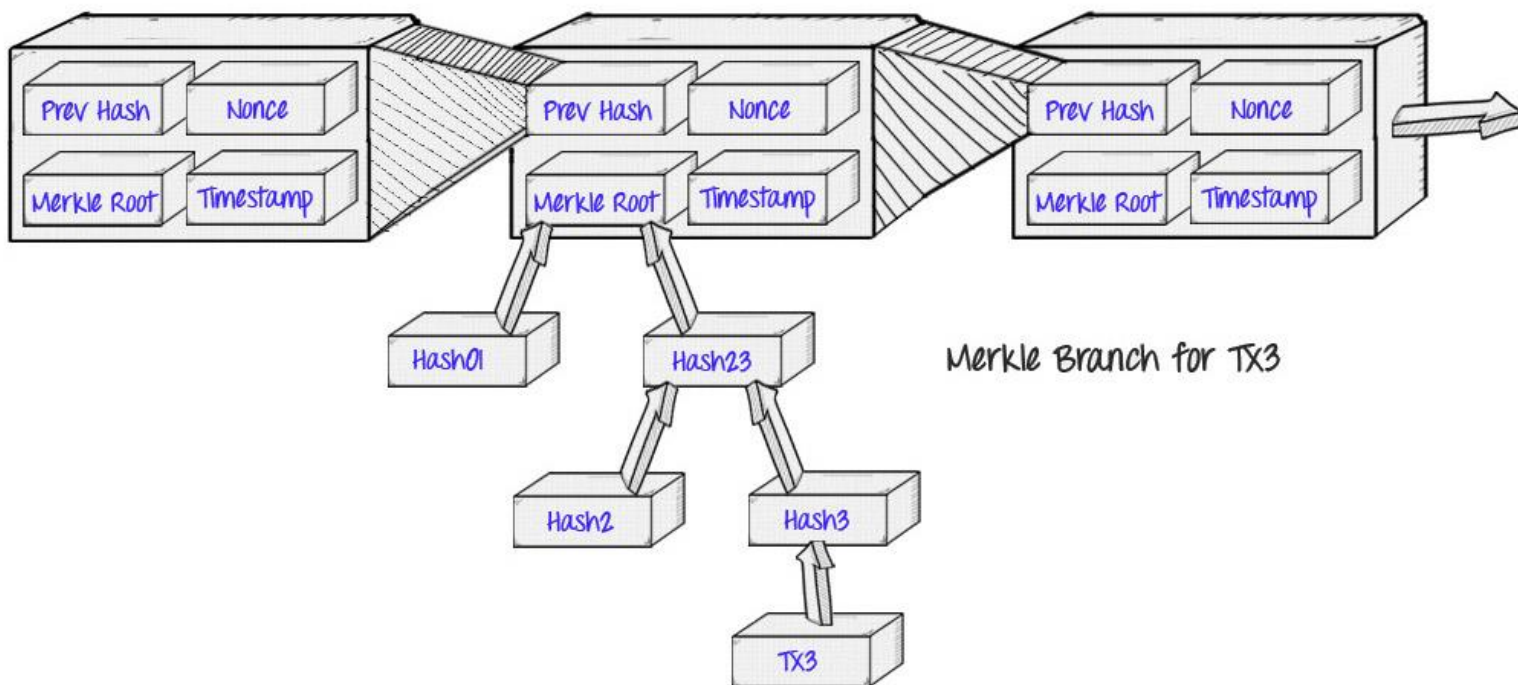 Prev Hash Nonce Prev Hash Nonce Prev Hash Nonce
Merkle Root Timestamp Merkle Root Timestamp Merkle Root Timestamp
Hash01 Hash23 Merkle Branch for TX3
Hash2 Hash3
TX3